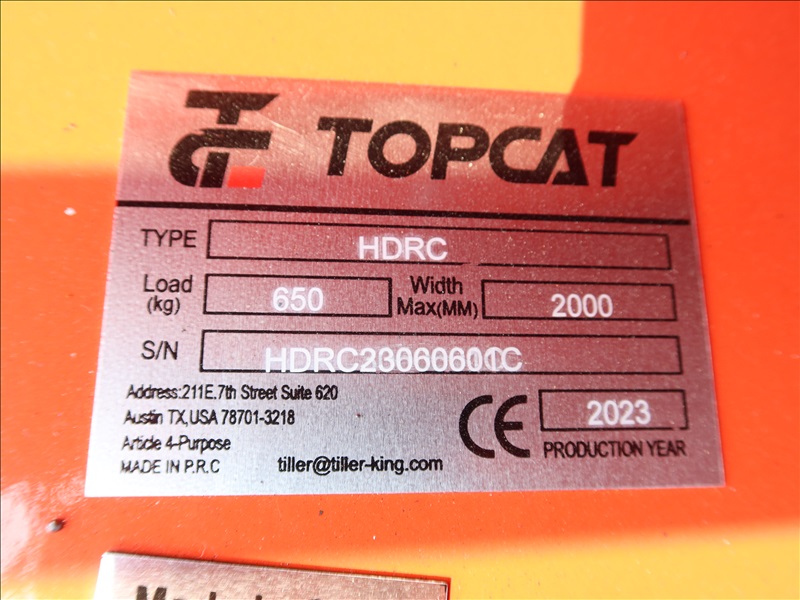 TOPCAT
TYPE HDRC
Load (kg) 650 Width Max(MM) 2000
S/N
Address:211E.7th Street Suite 620
Austin TX,USA 78701-3218
Article 4-Purpose
MADE IN P.R.C
tiller@tiller-king.com
CE
2023
PRODUCTION YEAR